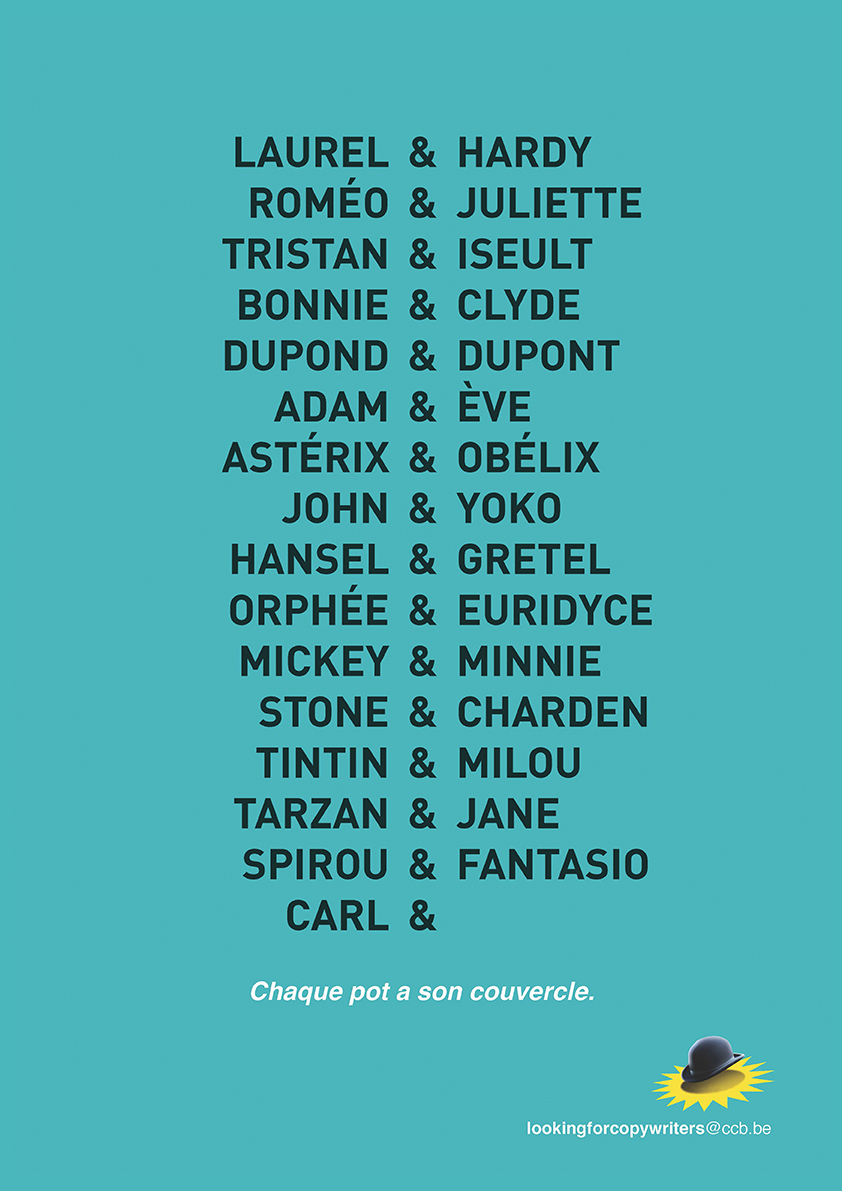 LAUREL & HARDY
ROMÉO & JULIETTE
TRISTAN & ISEULT
BONNIE & CLYDE
DUPOND & DUPONT
ADAM & ÈVE
ASTÉRIX & OBÉLIX
JOHN & YOKO
HANSEL & GRETEL
ORPHÉE & EURIDYCE
MICKEY & MINNIE
STONE & CHARDEN
TINTIN & MILOU
TARZAN & JANE
SPIROU & FANTASIO
CARL &
Chaque pot a son couvercle.
lookingforcopywriters@ccb.be